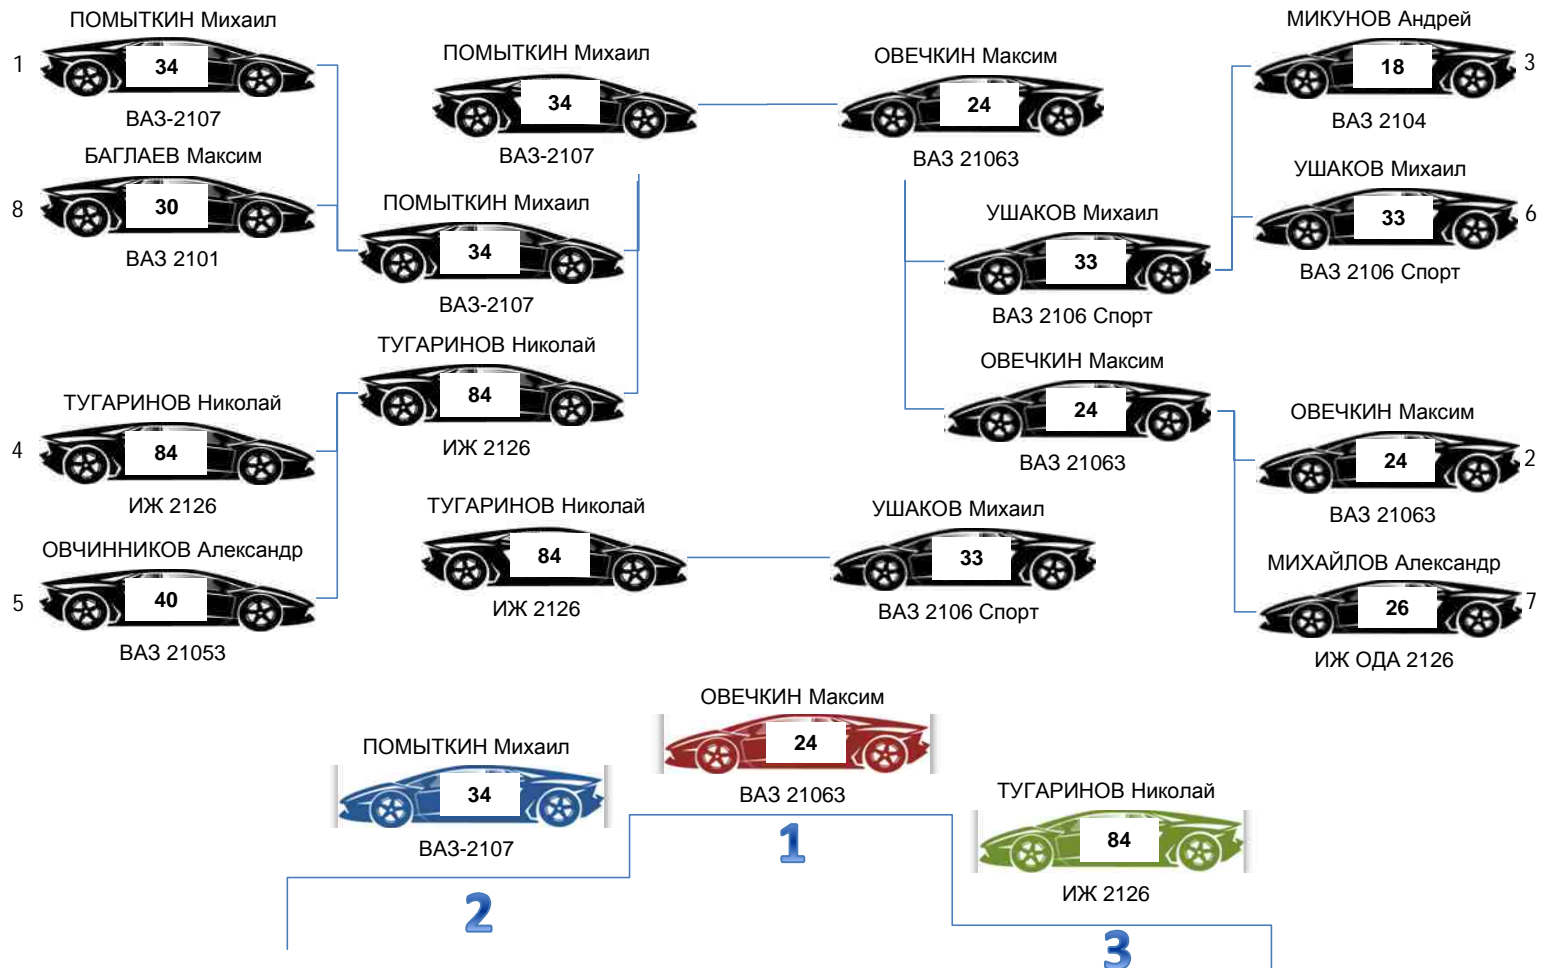 ПОМЫТКИН Михаил
1
34
ВАЗ-2107
БАГЛАЕВ Максим
8
30
ВАЗ 2101
ТУГАРИНОВ Николай
4
84
ИЖ 2126
ОВЧИННИКОВ Александр
5
40
ВАЗ 21053
ПОМЫТКИН Михаил
34
ВАЗ-2107
ТУГАРИНОВ Николай
84
ИЖ 2126
ПОМЫТКИН Михаил
34
ВАЗ-2107
ОВЕЧКИН Максим
24
ВАЗ 21063
ТУГАРИНОВ Николай
84
ИЖ 2126
УШАКОВ Михаил
33
ВАЗ 2106 Спорт
УШАКОВ Михаил
33
ВАЗ 2106 Спорт
ОВЕЧКИН Максим
24
ВАЗ 21063
МИКУНОВ Андрей
18
3
ВАЗ 2104
УШАКОВ Михаил
33
6
ВАЗ 2106 Спорт
ОВЕЧКИН Максим
24
2
ВАЗ 21063
МИХАЙЛОВ Александр
26
7
ИЖ ОДА 2126
ОВЕЧКИН Максим
24
ВАЗ 21063
1
ПОМЫТКИН Михаил
34
ВАЗ-2107
2
ТУГАРИНОВ Николай
84
ИЖ 2126
3